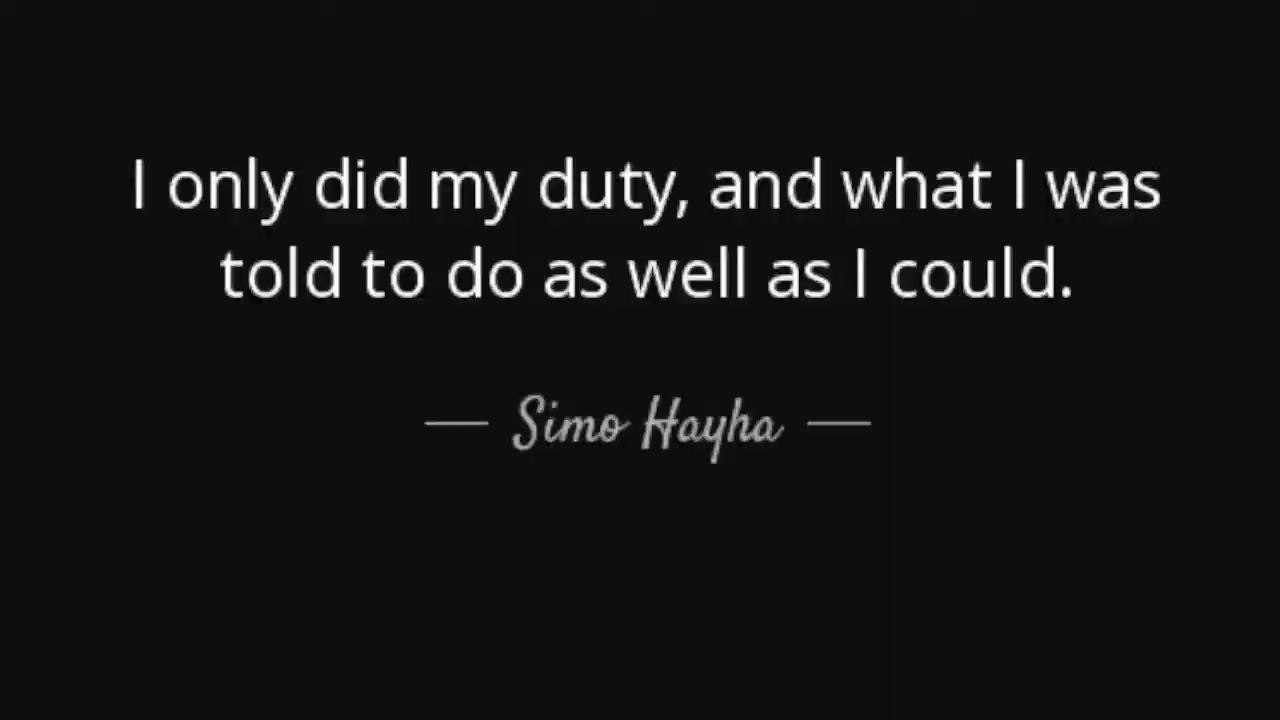 I only did my duty, and what I was
told to do as well as I could.
— Simo Hayha —